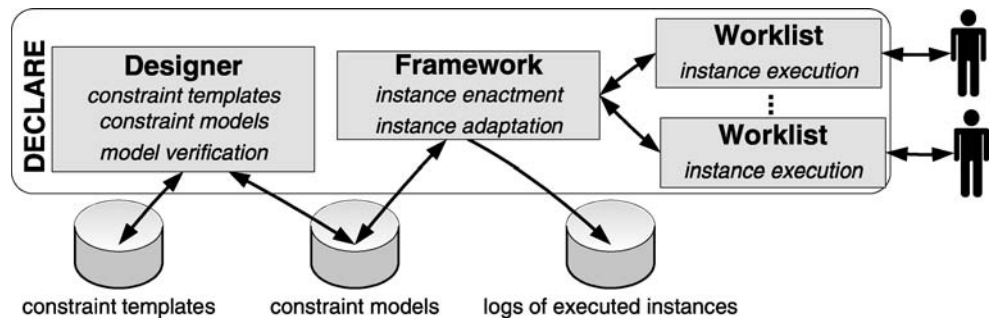 DECLARE
Designer
constraint templates
constraint models
model verification
Framework
instance enactment
instance adaptation
Worklist
instance execution
Worklist
instance execution
constraint templates
constraint models
logs of executed instances